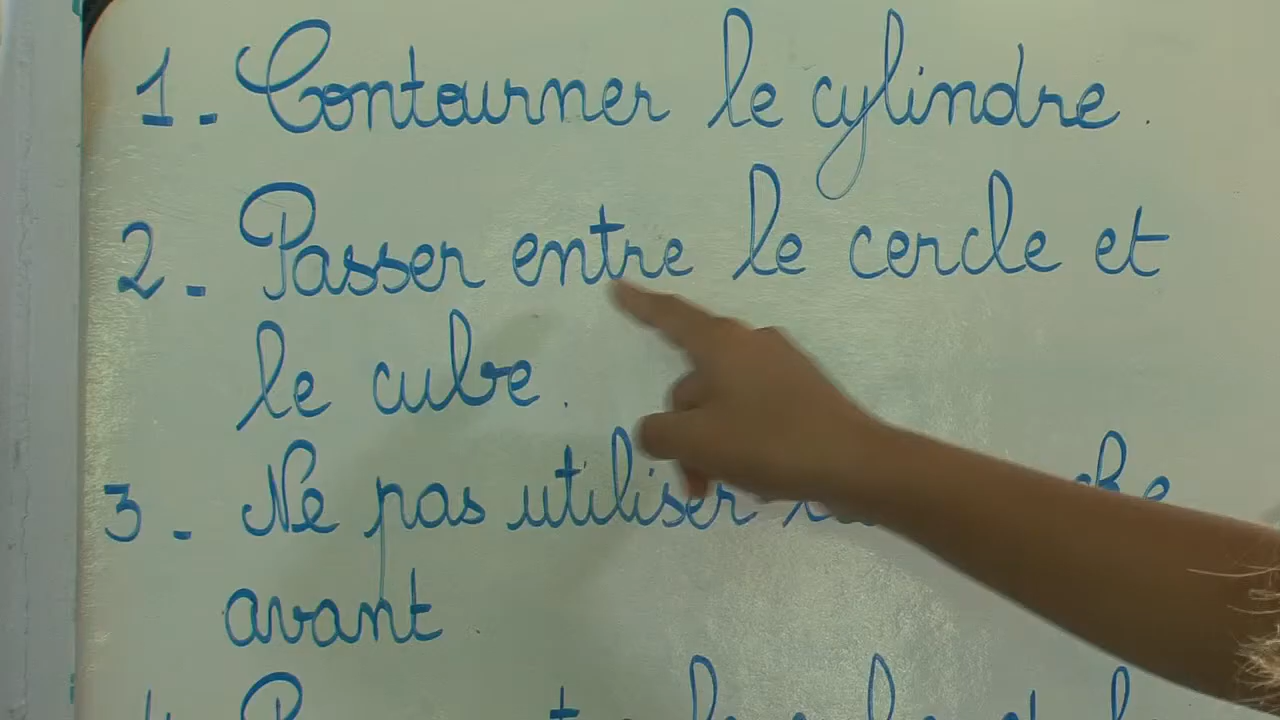 1. Contourner le cylindre.
2. Passer entre le cercle et
le cube.
3. Ne pas utiliser
avant